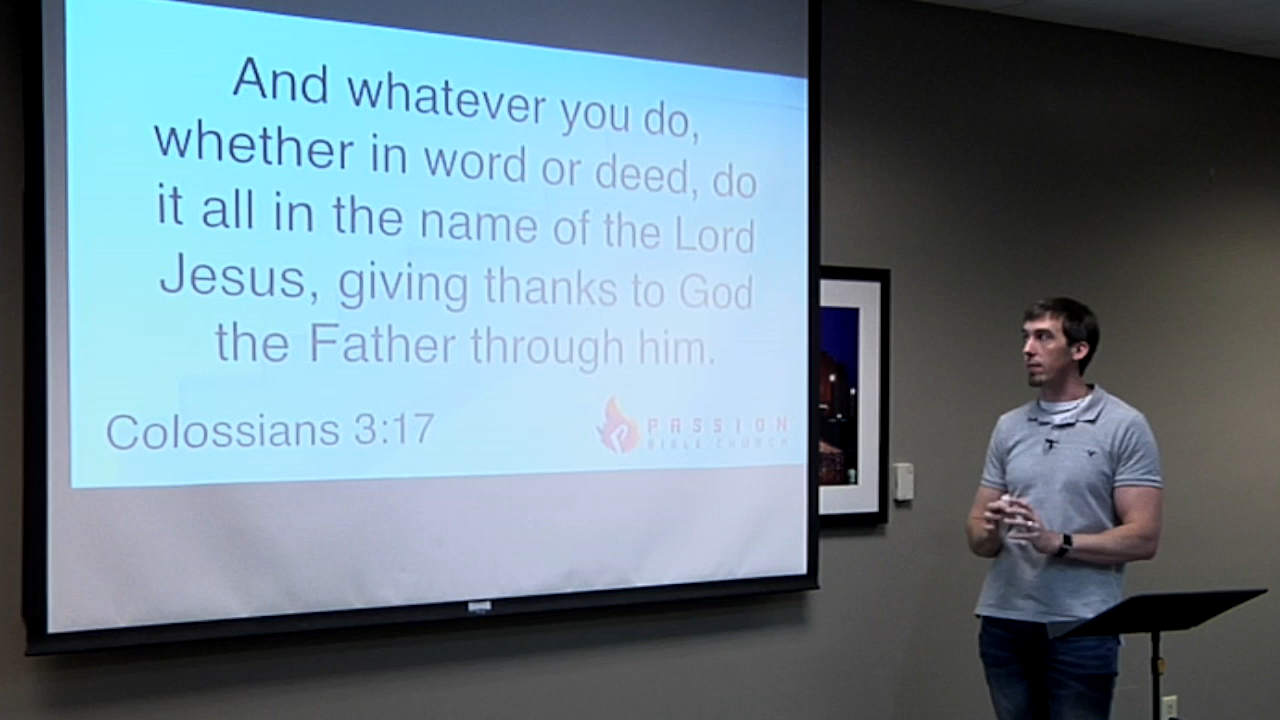 And whatever you do,
whether in word or deed, do
it all in the name of the Lord
Jesus, giving thanks to God
the Father through him.
Colossians 3:17
PASSION
BIBLE CHURCH